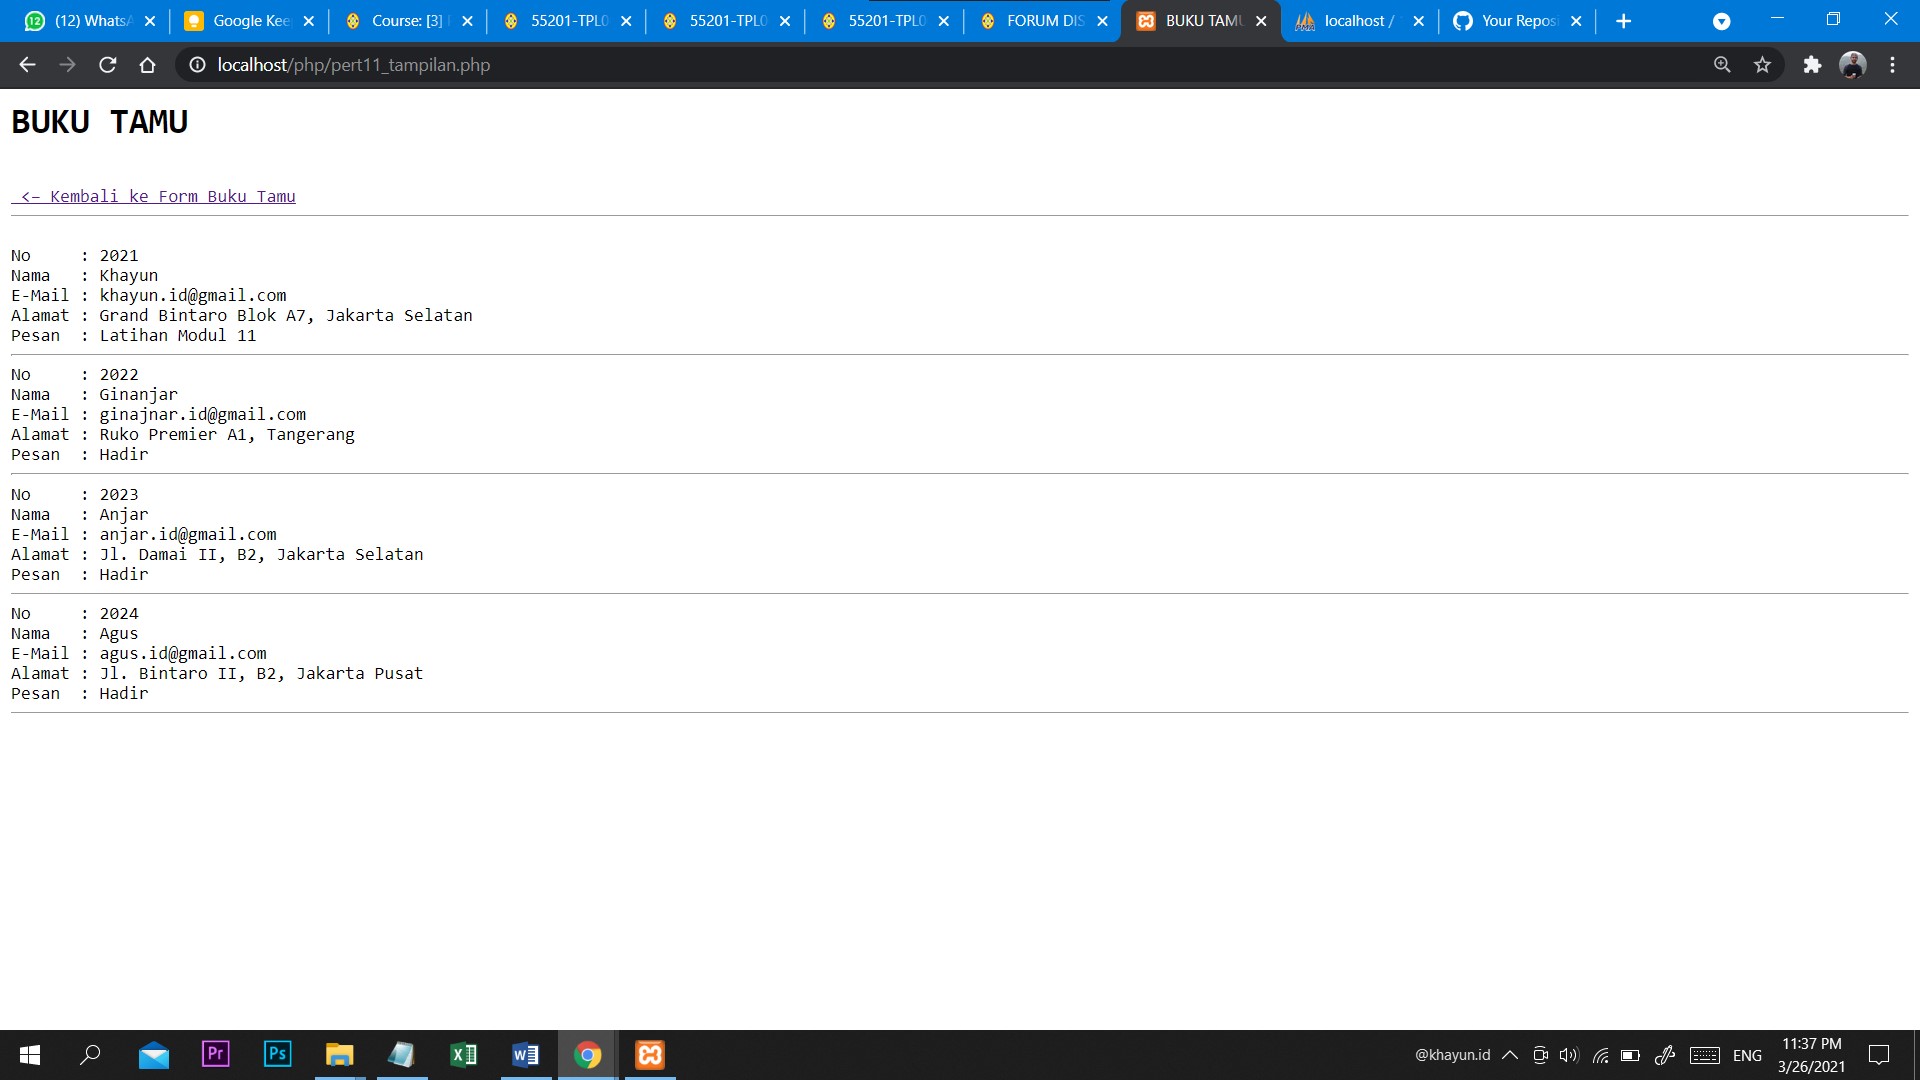 (12) WhatsA
Google Kee
Course: [3]
55201-TPL0
55201-TPL0
55201-TPL0
FORUM DIS
BUKU TAMU
localhost /
Your Reposi
localhost/php/pert11_tampilan.php
BUKU TAMU
<- Kembali ke Form Buku Tamu
No : 2021
Nama : Khayun
E-Mail : khayun.id@gmail.com
Alamat : Grand Bintaro Blok A7, Jakarta Selatan
Pesan : Latihan Modul 11
No : 2022
Nama : Ginanjar
E-Mail : ginajnar.id@gmail.com
Alamat : Ruko Premier A1, Tangerang
Pesan : Hadir
No : 2023
Nama : Anjar
E-Mail : anjar.id@gmail.com
Alamat : Jl. Damai II, B2, Jakarta Selatan
Pesan : Hadir
No : 2024
Nama : Agus
E-Mail : agus.id@gmail.com
Alamat : Jl. Bintaro II, B2, Jakarta Pusat
Pesan : Hadir
Pr
Ps
@khayun.id
ENG
11:37 PM
3/26/2021